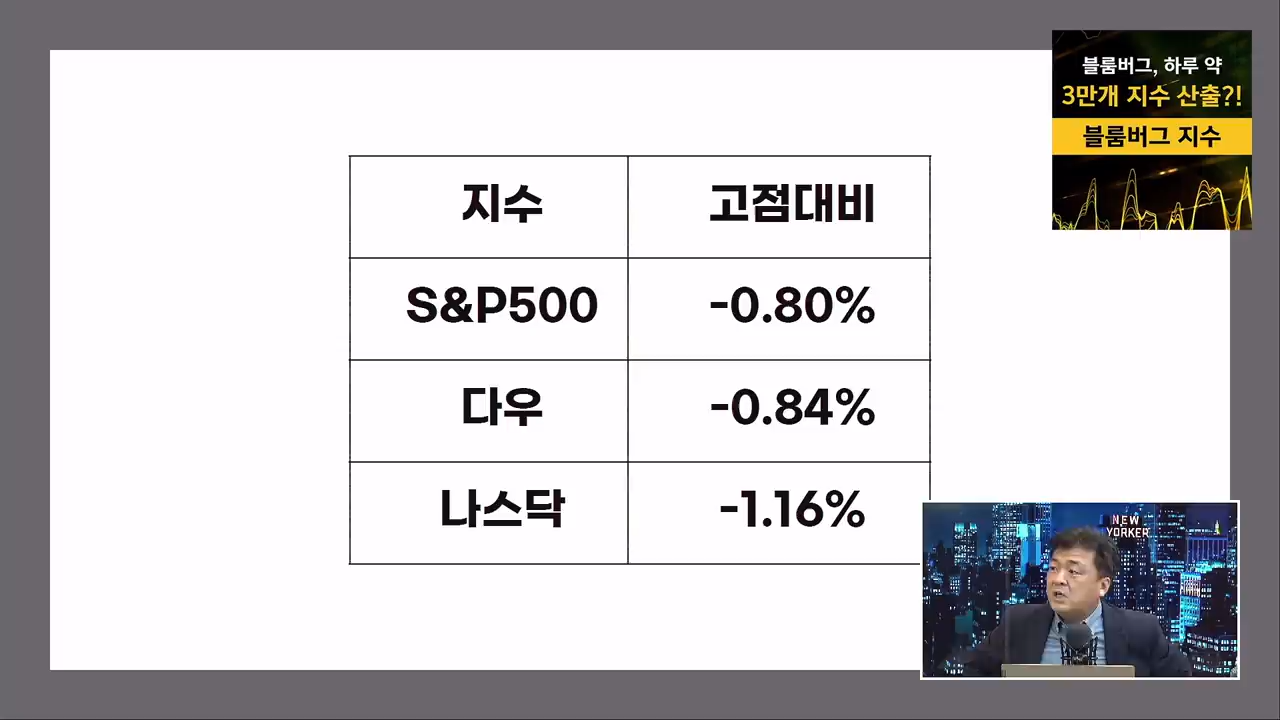 블룸버그, 하루 약
3만개 지수 산출?!
블룸버그 지수
지수 고점대비
S&P500 -0.80%
다우 -0.84%
나스닥 -1.16%
NEW
YORKER